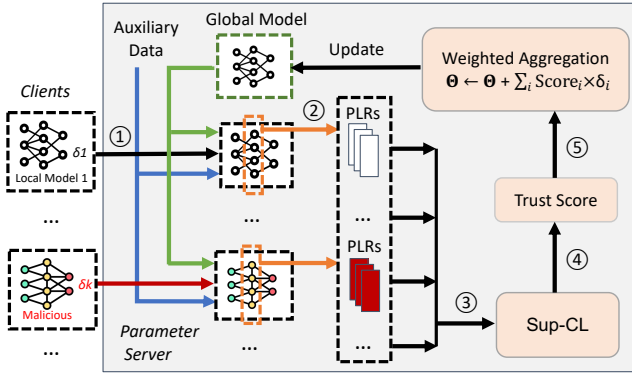 Auxiliary
Data
Global Model
Update
Weighted Aggregation
Θ ← Θ + ∑ᵢ Scoreᵢ×δᵢ
Clients
①
②
PLRs
δ1
Local Model 1
...
...
...
⑤
Trust Score
④
PLRs
③
δk
Malicious
Sup-CL
Parameter
Server
...
...
...